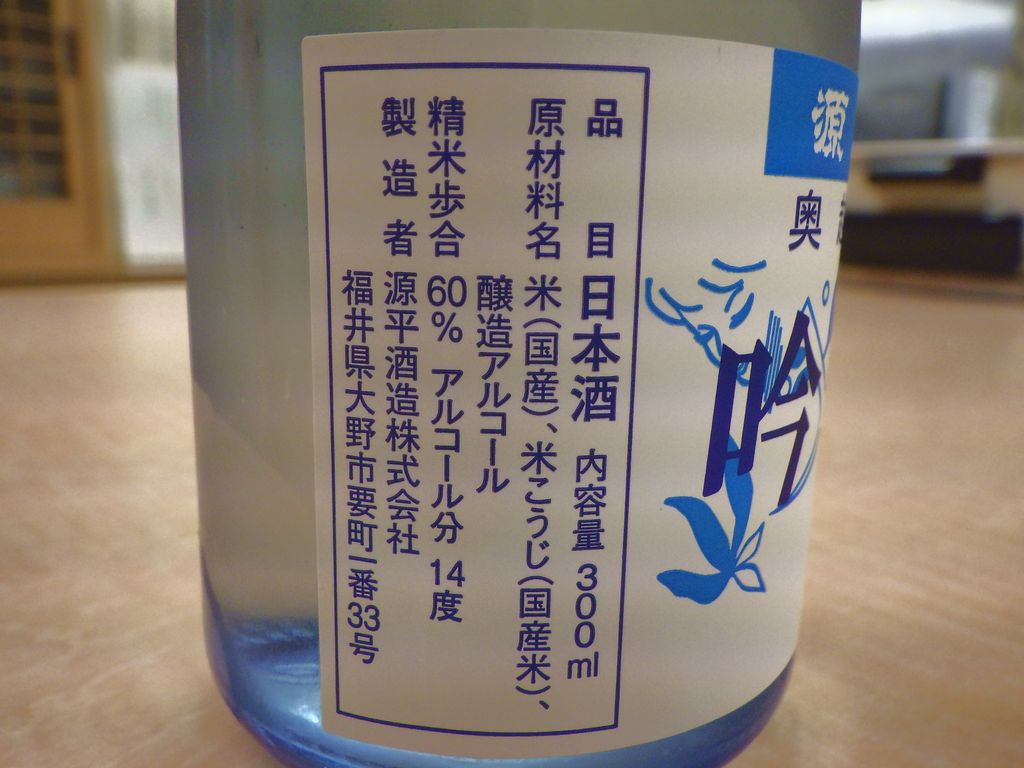 源
奥
吟
品目 日本酒 内容量 300ml
原材料名 米(国産)、米こうじ(国産米)、
醸造アルコール
精米歩合 60% アルコール分 14度
製造者 源平酒造株式会社
福井県大野市要町一番33号